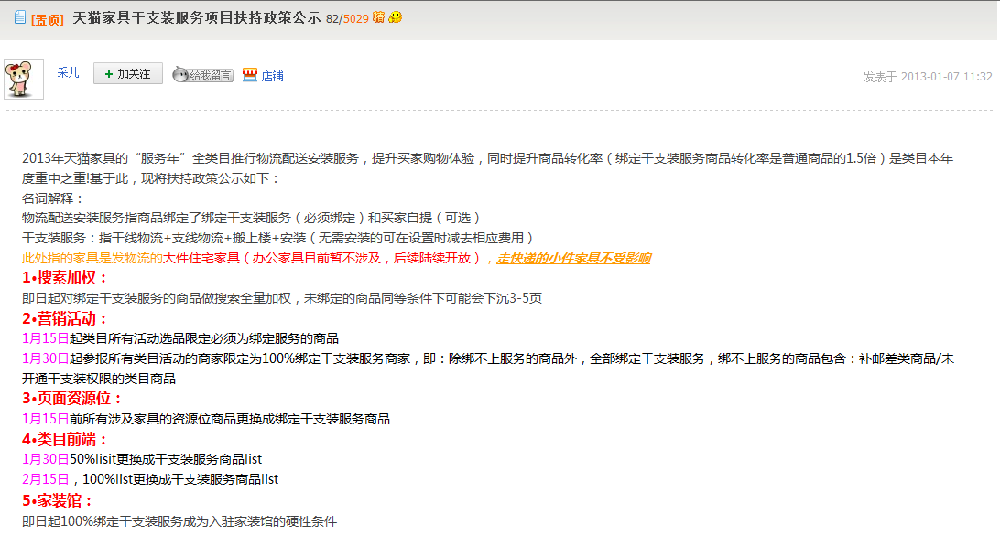 [置顶] 天猫家具干支装服务项目扶持政策公示 82/5029 精
采儿 + 加关注 给我留言 店铺 发表于 2013-01-07 11:32
2013年天猫家具的“服务年”全类目推行物流配送安装服务，提升买家购物体验，同时提升商品转化率（绑定干支装服务商品转化率是普通商品的1.5倍）是类目本年
度重中之重!基于此，现将扶持政策公示如下：
名词解释：
物流配送安装服务指商品绑定了绑定干支装服务（必须绑定）和买家自提（可选）
干支装服务：指干线物流+支线物流+搬上楼+安装（无需安装的可在设置时减去相应费用）
此处指的家具是发物流的大件住宅家具（办公家具目前暂不涉及，后续陆续开放），走快递的小件家具不受影响
1•搜素加权：
即日起对绑定干支装服务的商品做搜索全量加权，未绑定的商品同等条件下可能会下沉3-5页
2•营销活动：
1月15日起类目所有活动选品限定必须为绑定服务的商品
1月30日起参报所有类目活动的商家限定为100%绑定干支装服务商家，即：除绑不上服务的商品外，全部绑定干支装服务，绑不上服务的商品包含：补邮差类商品/未
开通干支装权限的类目商品
3•页面资源位：
1月15日前所有涉及家具的资源位商品更换成绑定干支装服务商品
4•类目前端：
1月30日50%lisit更换成干支装服务商品list
2月15日，100%list更换成干支装服务商品list
5•家装馆：
即日起100%绑定干支装服务成为入驻家装馆的硬性条件